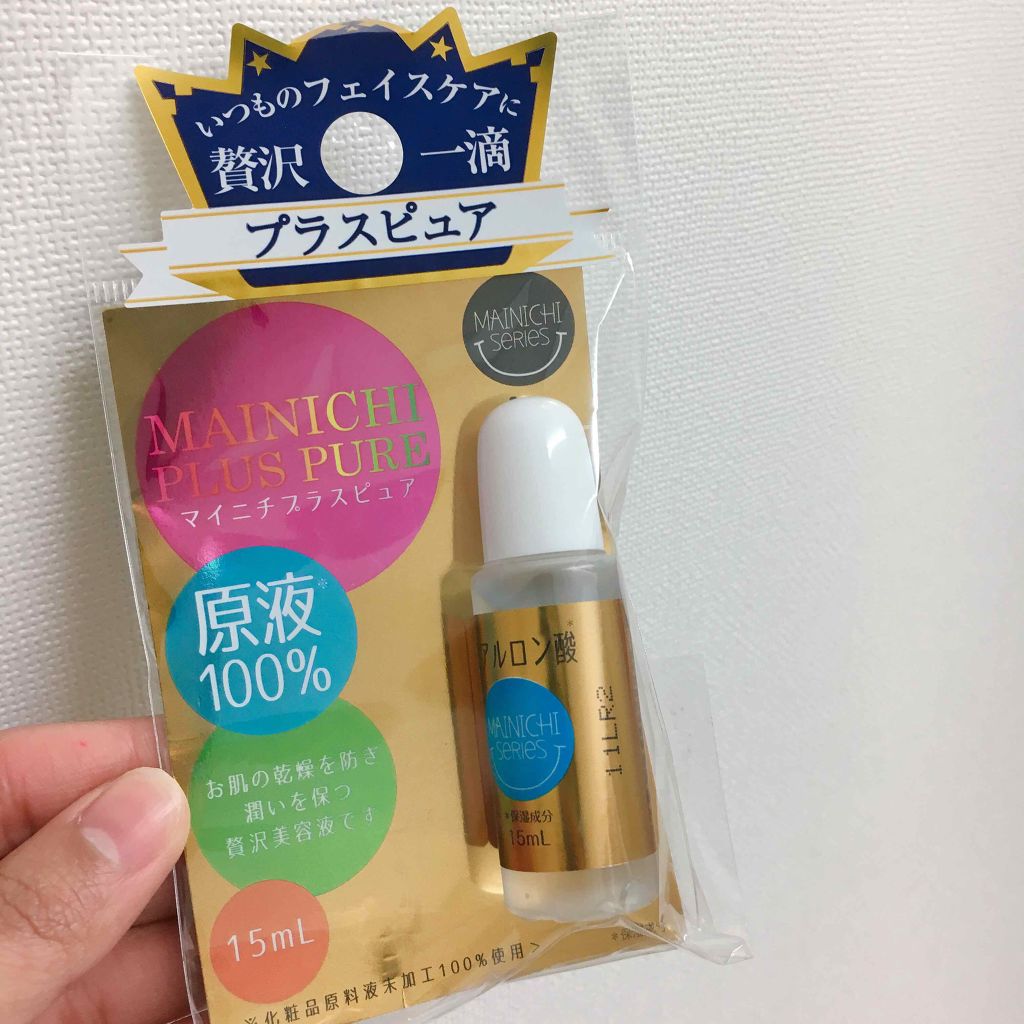 いつものフェイスケアに
贅沢 一滴
プラスピュア
MAINICHI
SERIES
MAINICHI
PLUS PURE
マイニチプラスピュア
原液※
100%
お肌の乾燥を防ぎ
潤いを保つ
贅沢美容液です
15mL
アルロン酸*
MAINICHI
SERIES
11LR2
*保湿成分
15mL
※化粧品原料液未加工100%使用>